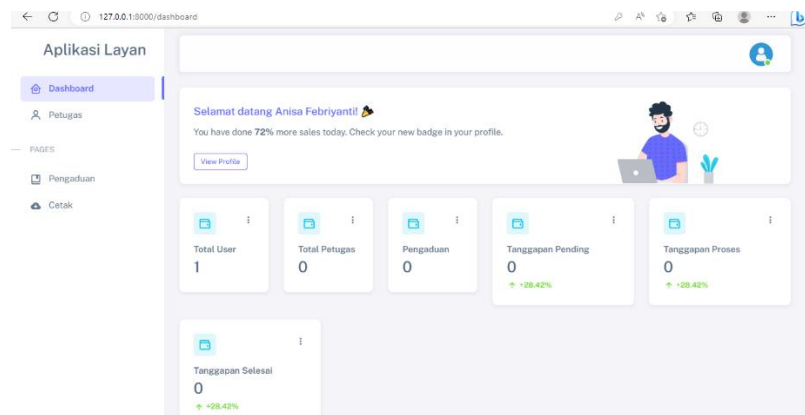 127.0.0.1:8000/dashboard
Aplikasi Layan
Dashboard
Petugas
PAGES
Pengaduan
Cetak
Selamat datang Anisa Febriyanti!
You have done 72% more sales today. Check your new badge in your profile.
View Profile
Total User
1
Total Petugas
0
Pengaduan
0
Tanggapan Pending
0
+28.42%
Tanggapan Proses
0
+28.42%
Tanggapan Selesai
0
+28.42%